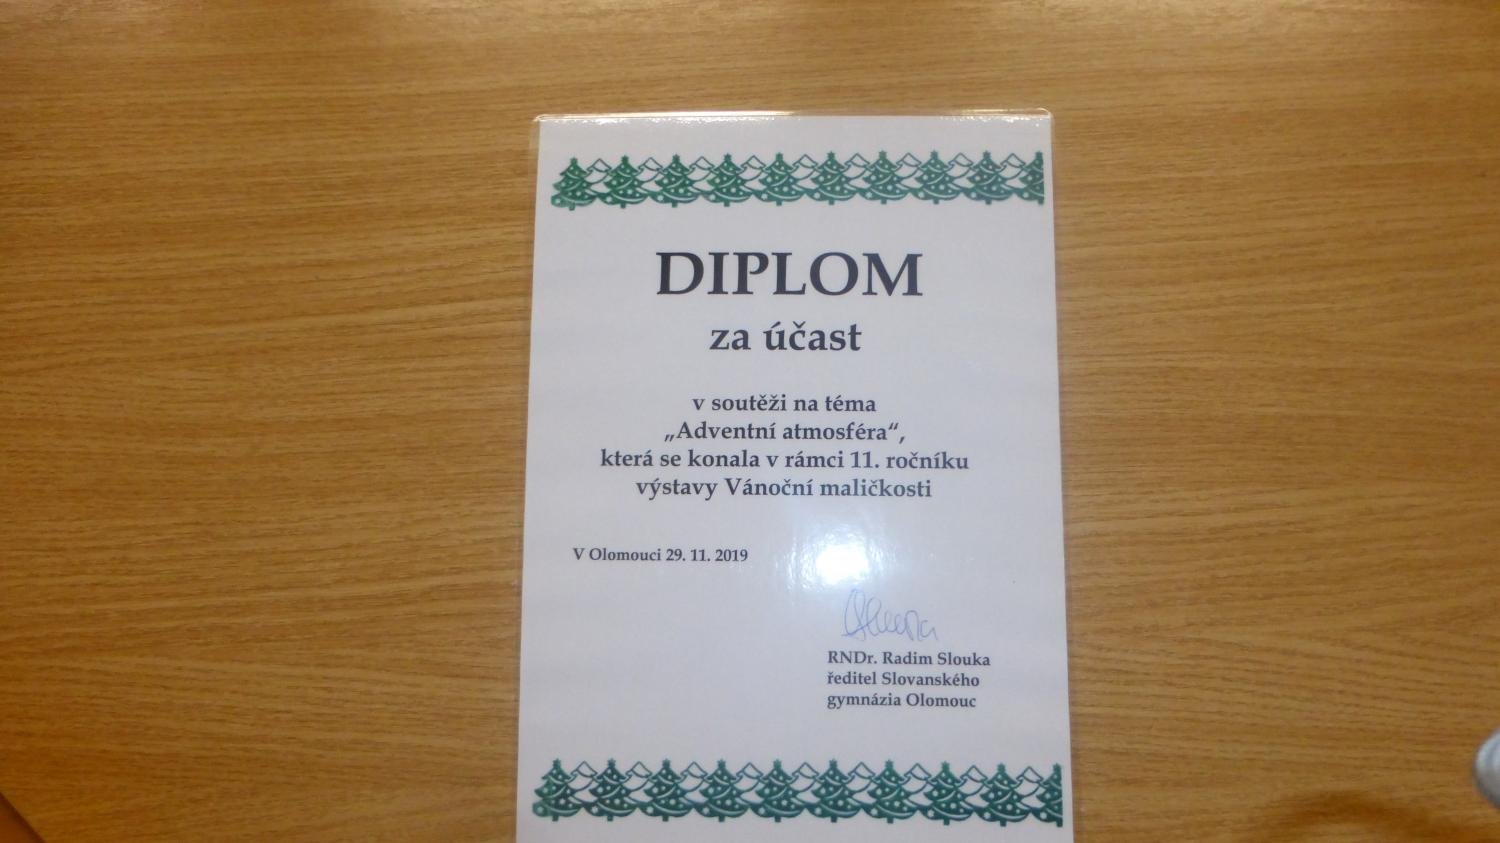 DIPLOM
za účast
v soutěži na téma
„Adventní atmosféra“,
která se konala v rámci 11. ročníku
výstavy Vánoční maličkosti
V Olomouci 29. 11. 2019
RNDr. Radim Slouka
ředitel Slovanského
gymnázia Olomouc